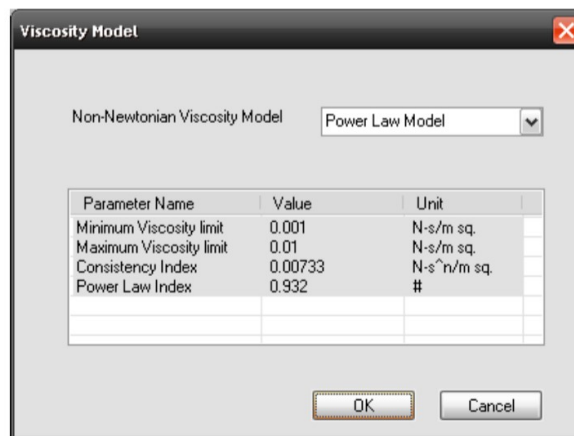 Viscosity Model
Non-Newtonian Viscosity Model Power Law Model
Parameter Name Value Unit
Minimum Viscosity limit 0.001 N-s/m sq.
Maximum Viscosity limit 0.01 N-s/m sq.
Consistency Index 0.00733 N-s^n/m sq.
Power Law Index 0.932 #
OK Cancel